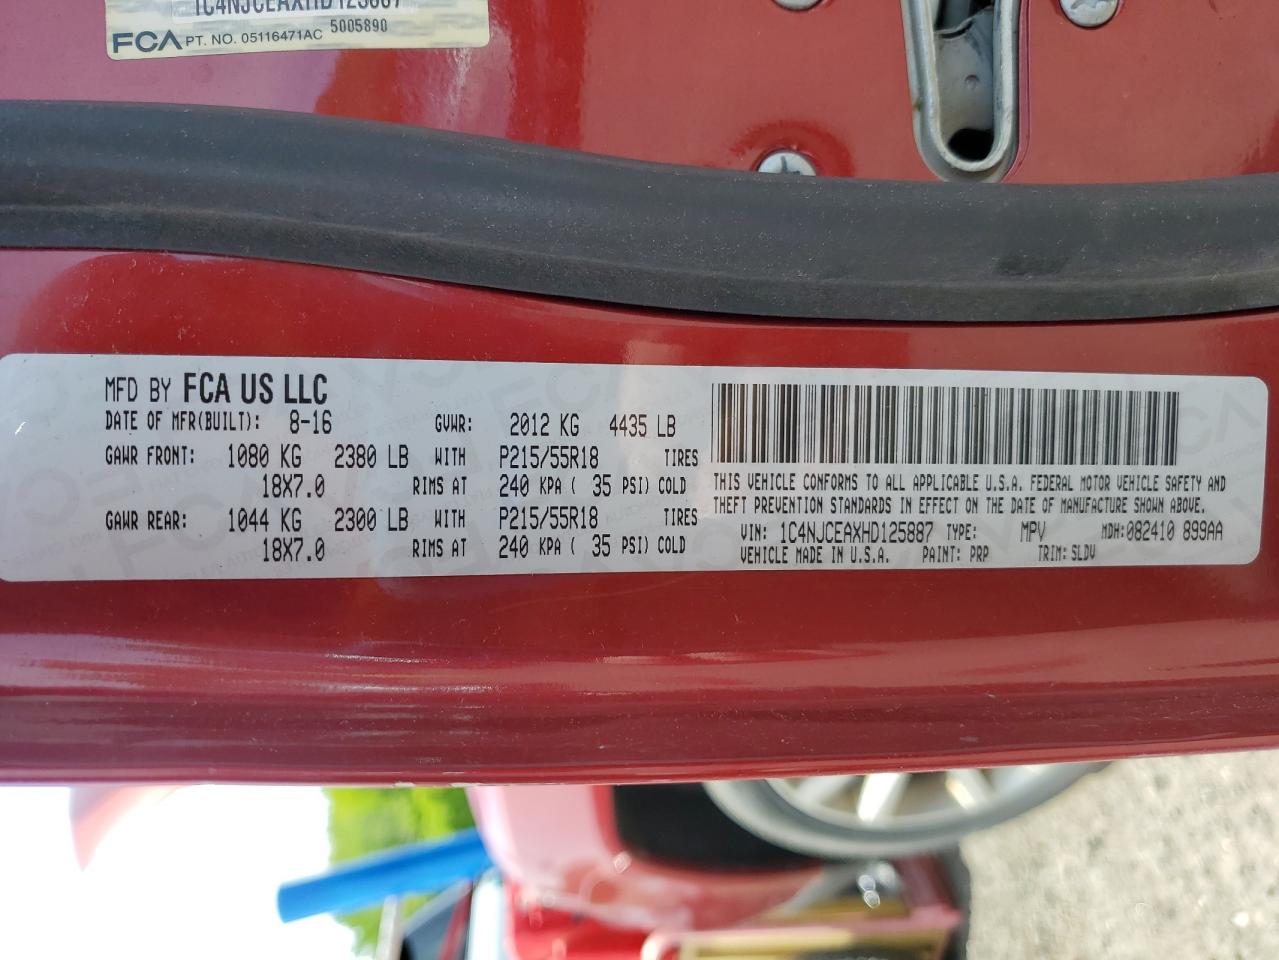 1C4NJCEAXHD125887
FCA PT. NO. 05116471AC 5005890
MFD BY FCA US LLC
DATE OF MFR(BUILT): 8-16 GVWR: 2012 KG 4435 LB
GAWR FRONT: 1080 KG 2380 LB WITH P215/55R18 TIRES
18X7.0 RIMS AT 240 KPA ( 35 PSI) COLD
GAWR REAR: 1044 KG 2300 LB WITH P215/55R18 TIRES
18X7.0 RIMS AT 240 KPA ( 35 PSI) COLD
THIS VEHICLE CONFORMS TO ALL APPLICABLE U.S.A. FEDERAL MOTOR VEHICLE SAFETY AND
THEFT PREVENTION STANDARDS IN EFFECT ON THE DATE OF MANUFACTURE SHOWN ABOVE.
VIN: 1C4NJCEAXHD125887 TYPE: MPV MDH: 082410 899AA
VEHICLE MADE IN U.S.A. PAINT: PRP TRIM: SLDV